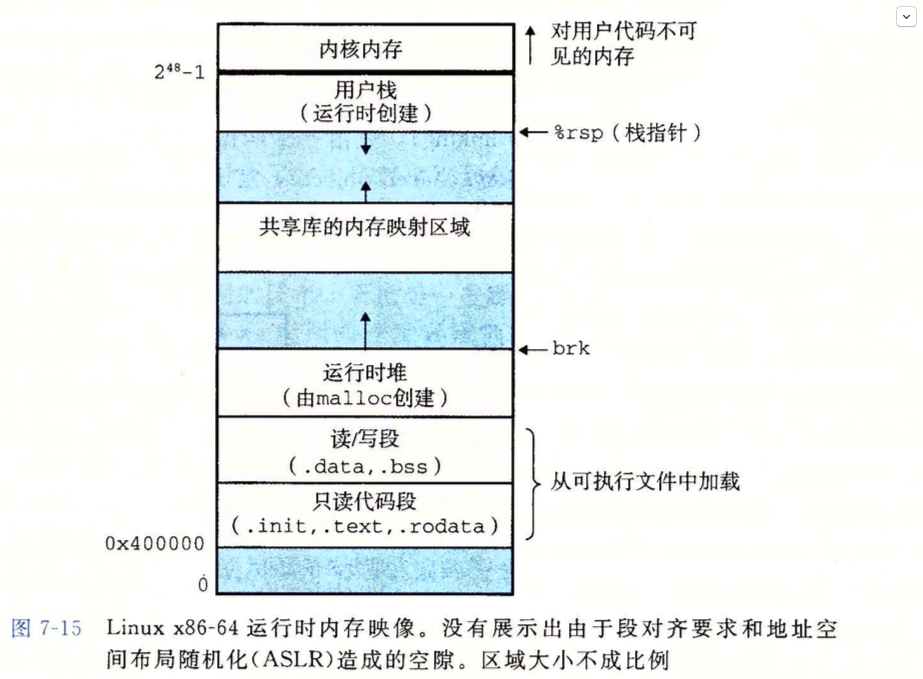 内核内存
对用户代码不可
见的内存
2⁴⁸-1
用户栈
(运行时创建)
%rsp(栈指针)
共享库的内存映射区域
brk
运行时堆
(由malloc创建)
读/写段
(.data,.bss)
从可执行文件中加载
只读代码段
(.init,.text,.rodata)
0x400000
0
图 7-15 Linux x86-64 运行时内存映像。没有展示出由于段对齐要求和地址空
间布局随机化(ASLR)造成的空隙。区域大小不成比例